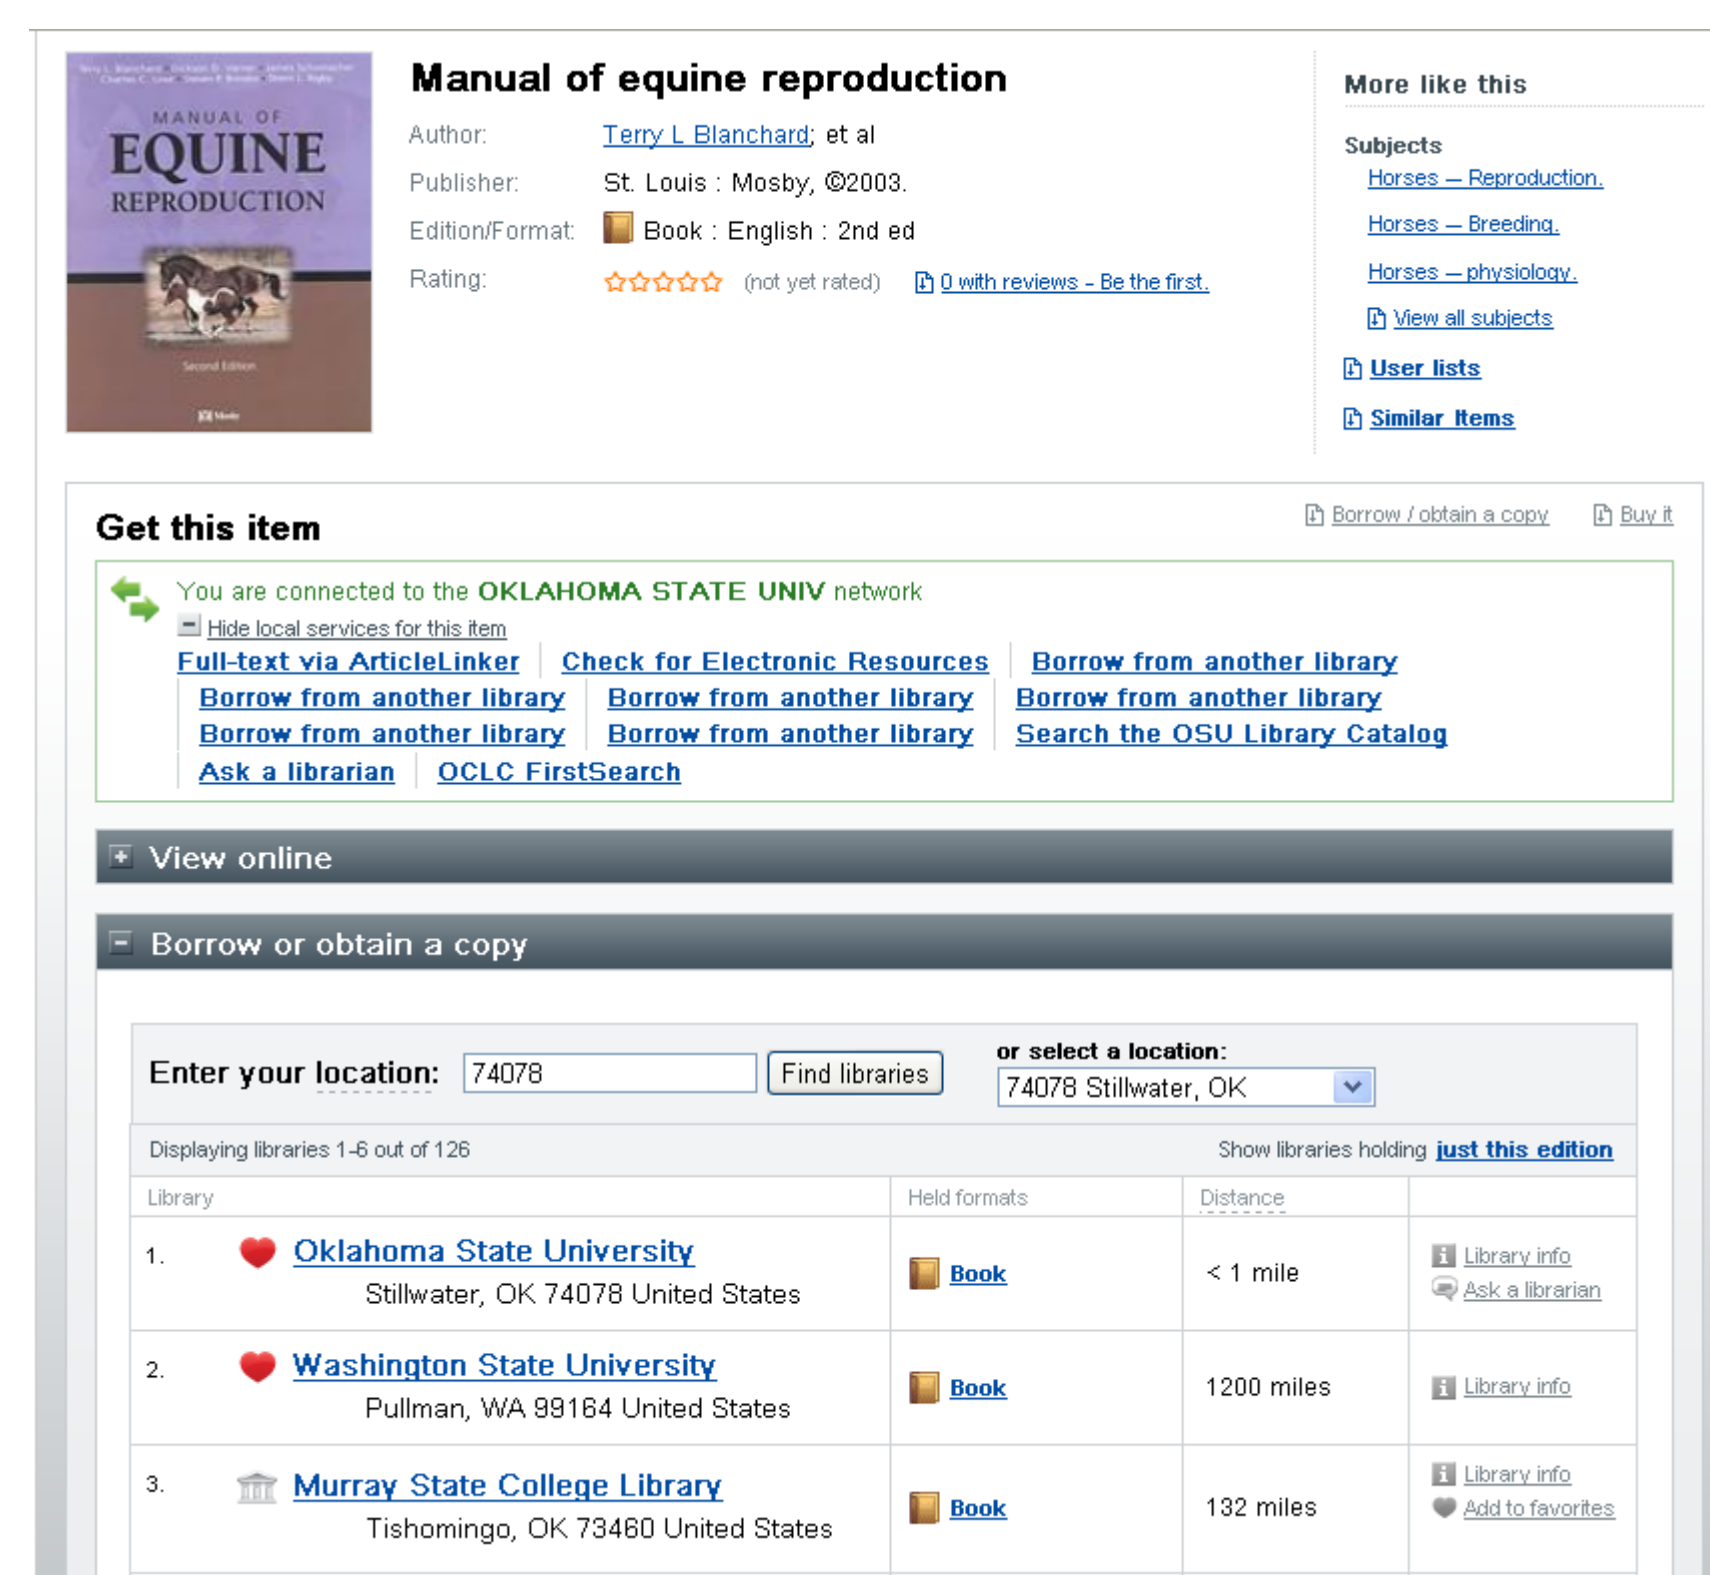 MANUAL OF
EQUINE
REPRODUCTION
Second Edition
Manual of equine reproduction
Author: Terry L Blanchard; et al
Publisher: St. Louis : Mosby, ©2003.
Edition/Format: Book : English : 2nd ed
Rating: (not yet rated) 0 with reviews - Be the first.
More like this
Subjects
Horses — Reproduction.
Horses — Breeding.
Horses — physiology.
View all subjects
User lists
Similar Items
Get this item
Borrow / obtain a copy Buy it
You are connected to the OKLAHOMA STATE UNIV network
Hide local services for this item
Full-text via ArticleLinker Check for Electronic Resources Borrow from another library
Borrow from another library Borrow from another library Borrow from another library
Borrow from another library Borrow from another library Search the OSU Library Catalog
Ask a librarian OCLC FirstSearch
View online
Borrow or obtain a copy
Enter your location: 74078 Find libraries
or select a location:
74078 Stillwater, OK
Displaying libraries 1-6 out of 126 Show libraries holding just this edition
Library Held formats Distance
1. Oklahoma State University
Stillwater, OK 74078 United States
Book < 1 mile
Library info
Ask a librarian
2. Washington State University
Pullman, WA 99164 United States
Book 1200 miles Library info
3. Murray State College Library
Tishomingo, OK 73460 United States
Book 132 miles
Library info
Add to favorites